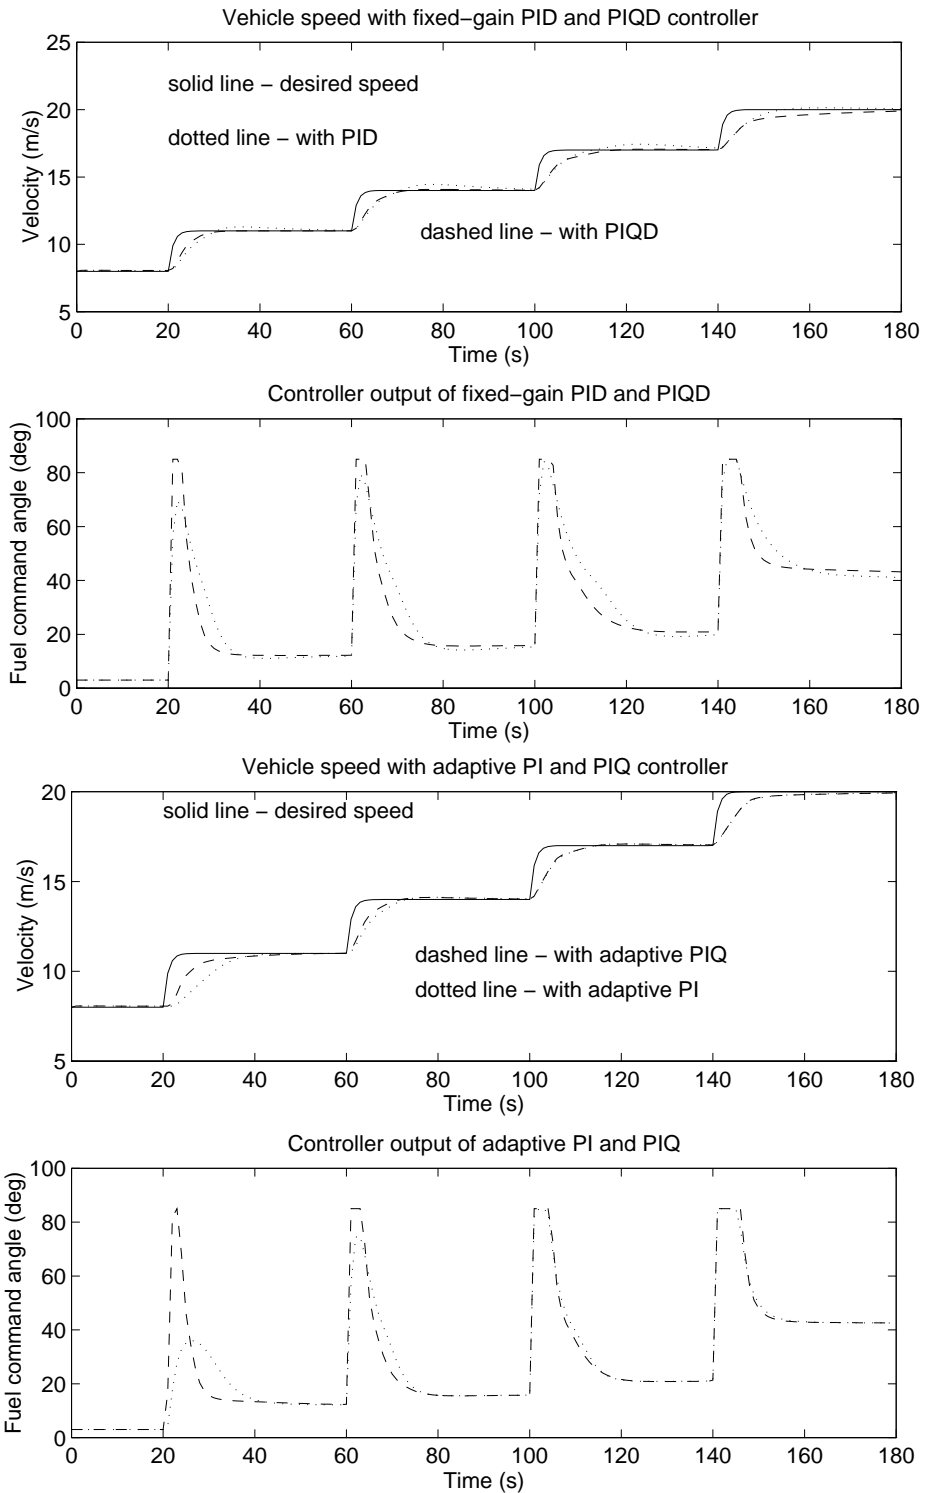 Vehicle speed with fixed−gain PID and PIQD controller
25
20
15
10
5
Velocity (m/s)
solid line − desired speed
dotted line − with PID
dashed line − with PIQD
0 20 40 60 80 100 120 140 160 180
Time (s)
Controller output of fixed−gain PID and PIQD
100
80
60
40
20
0
Fuel command angle (deg)
0 20 40 60 80 100 120 140 160 180
Time (s)
Vehicle speed with adaptive PI and PIQ controller
20
15
10
5
Velocity (m/s)
solid line − desired speed
dashed line − with adaptive PIQ
dotted line − with adaptive PI
0 20 40 60 80 100 120 140 160 180
Time (s)
Controller output of adaptive PI and PIQ
100
80
60
40
20
0
Fuel command angle (deg)
0 20 40 60 80 100 120 140 160 180
Time (s)